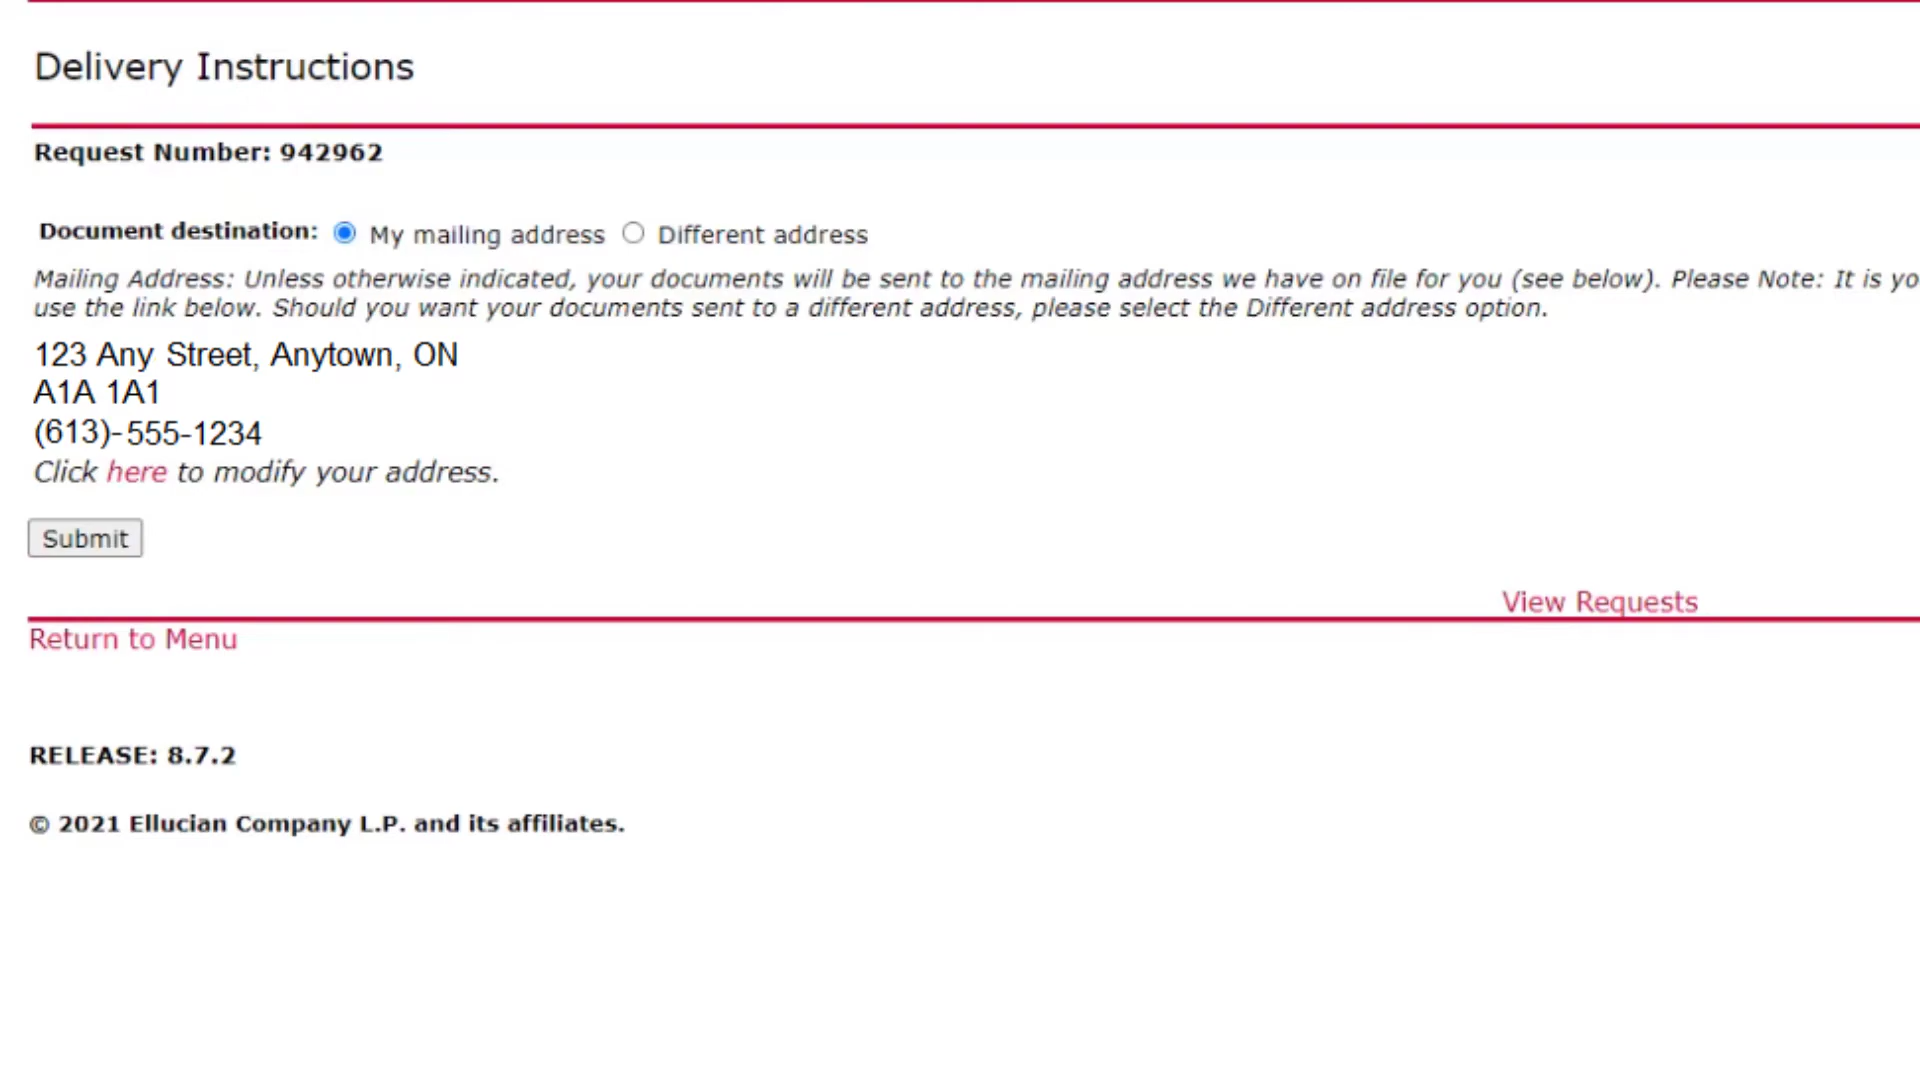 Delivery Instructions
Request Number: 942962
Document destination: My mailing address Different address
Mailing Address: Unless otherwise indicated, your documents will be sent to the mailing address we have on file for you (see below). Please Note: It is yo
use the link below. Should you want your documents sent to a different address, please select the Different address option.
123 Any Street, Anytown, ON
A1A 1A1
(613)-555-1234
Click here to modify your address.
Submit
View Requests
Return to Menu
RELEASE: 8.7.2
© 2021 Ellucian Company L.P. and its affiliates.